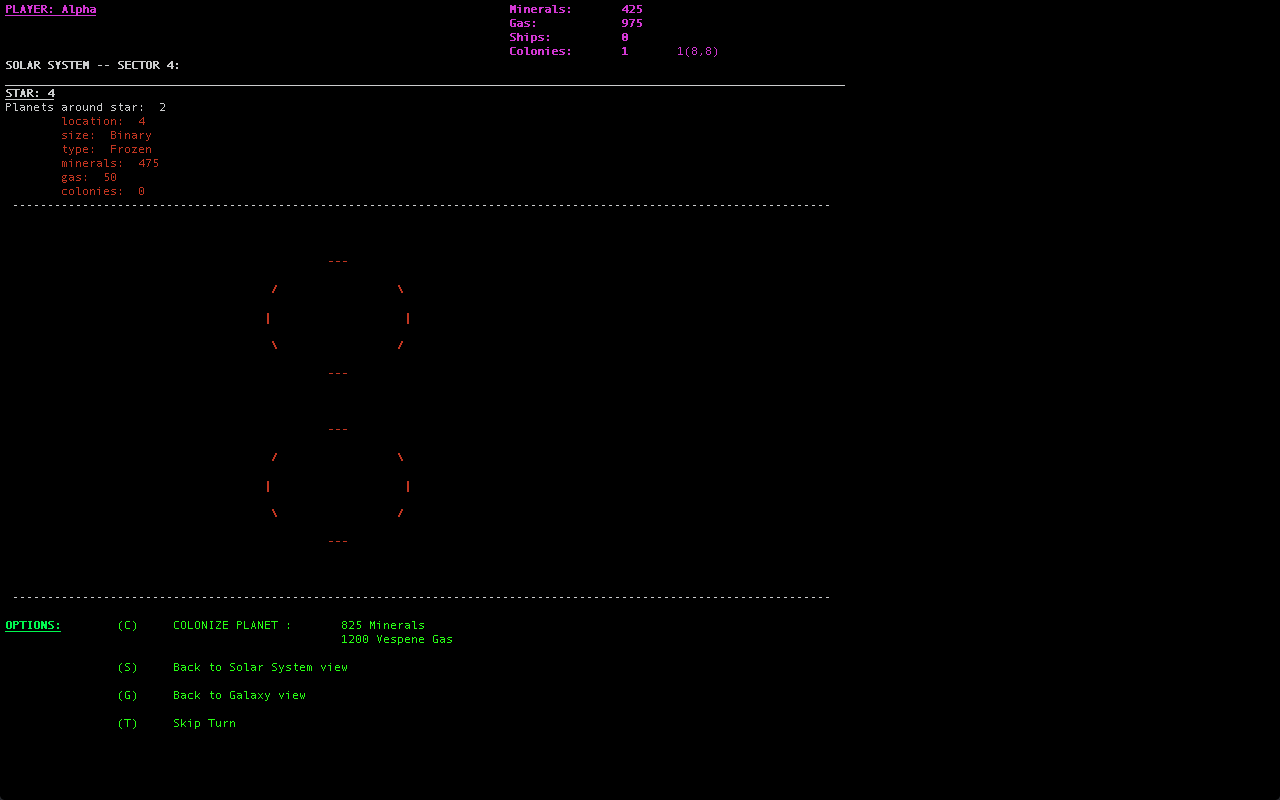 PLAYER: Alpha Minerals: 425
Gas: 975
Ships: 0
Colonies: 1 1(8,8)
SOLAR SYSTEM -- SECTOR 4:
STAR: 4
Planets around star: 2
location: 4
size: Binary
type: Frozen
minerals: 475
gas: 50
colonies: 0
OPTIONS: (C) COLONIZE PLANET : 825 Minerals
1200 Vespene Gas
(S) Back to Solar System view
(G) Back to Galaxy view
(T) Skip Turn